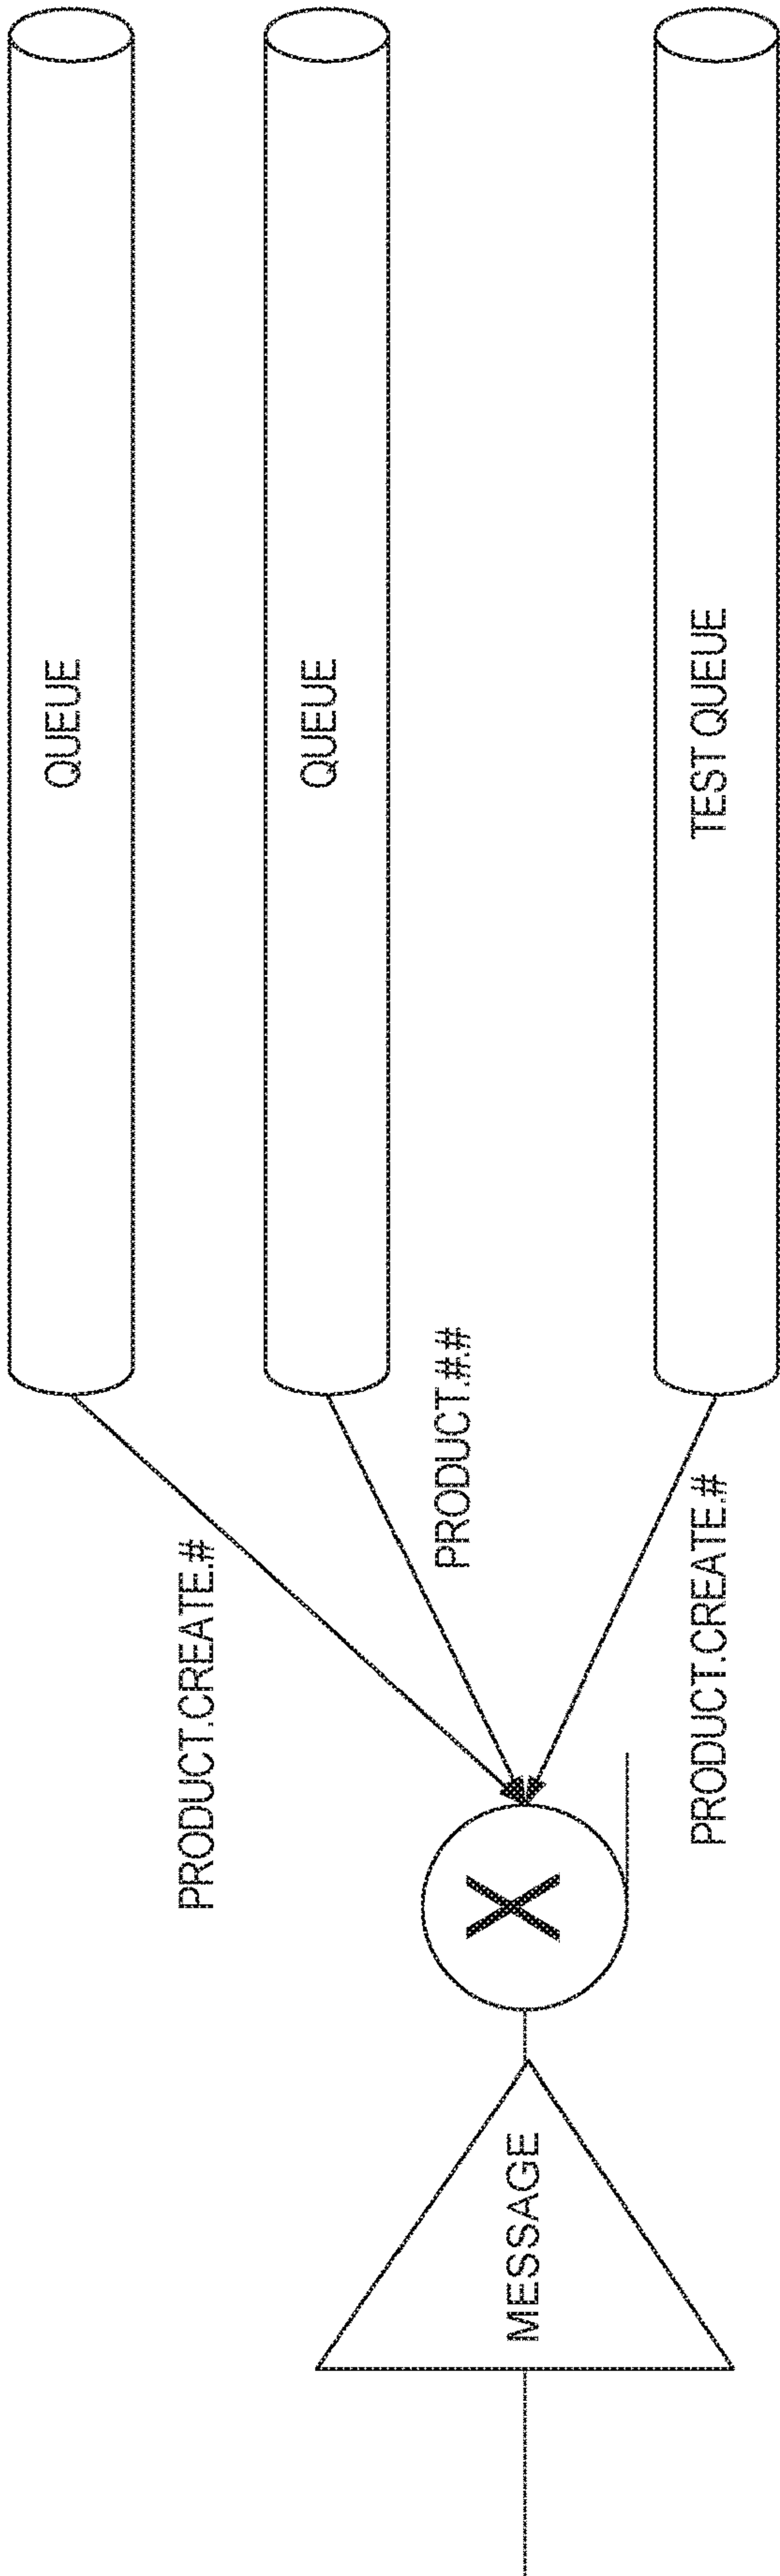 QUEUE
PRODUCT.CREATE.#
QUEUE
PRODUCT.#.#
MESSAGE
X
TEST QUEUE
PRODUCT.CREATE.#